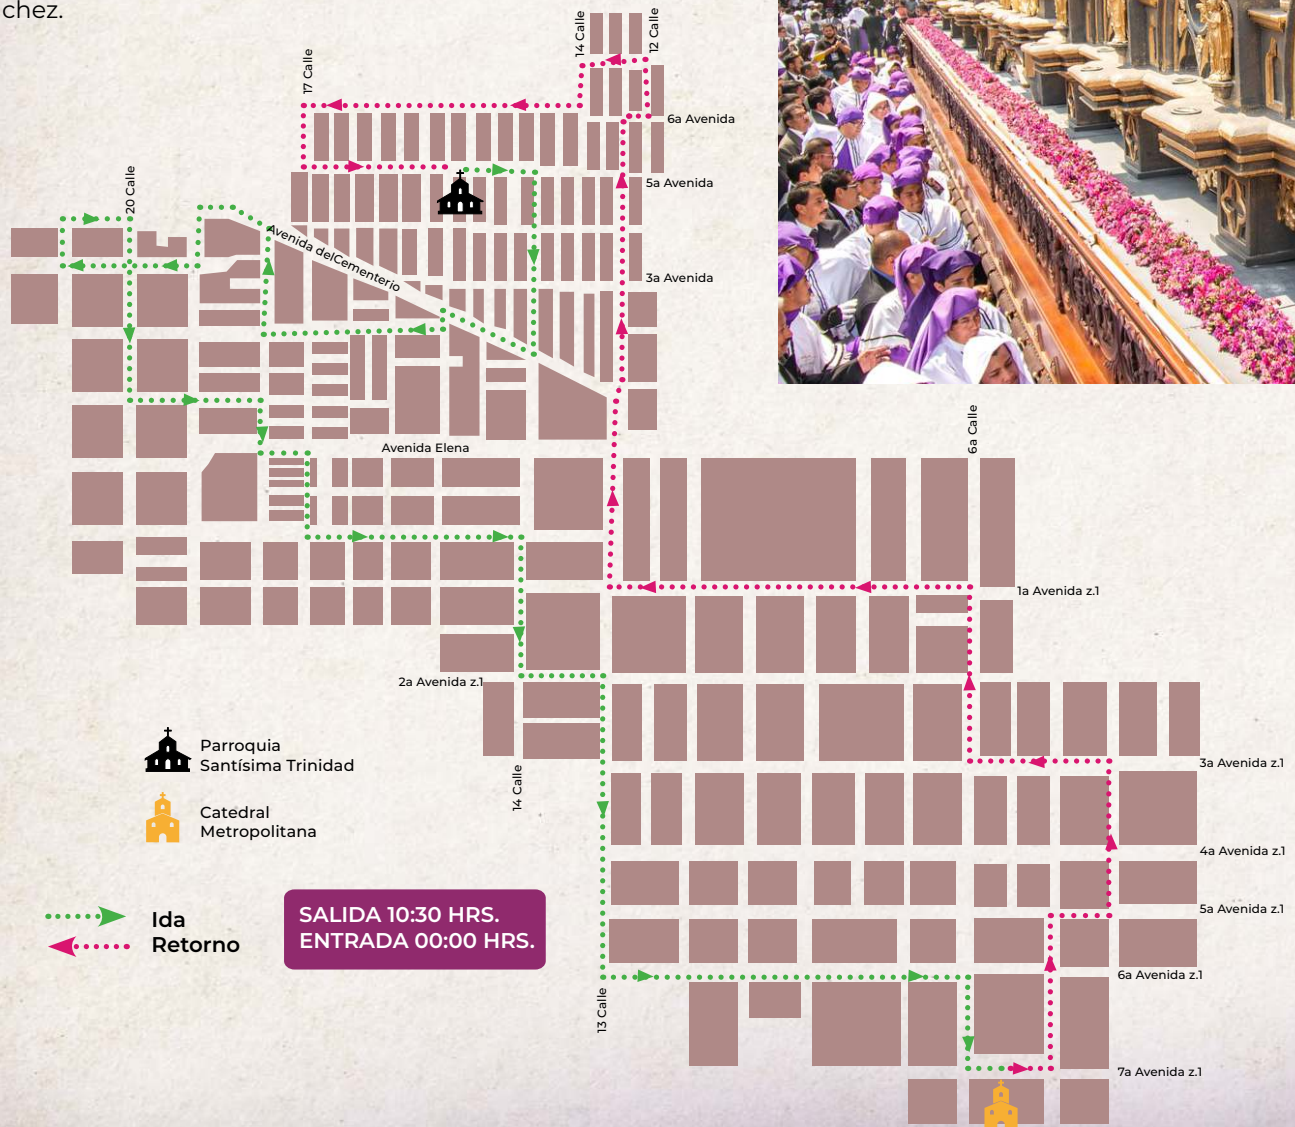 chez.
14 Calle
12 Calle
17 Calle
6a Avenida
20 Calle
5a Avenida
Avenida delCementerio
3a Avenida
6a Calle
Avenida Elena
1a Avenida z.1
2a Avenida z.1
Parroquia
Santísima Trinidad
3a Avenida z.1
14 Calle
Catedral
Metropolitana
4a Avenida z.1
5a Avenida z.1
Ida
Retorno
SALIDA 10:30 HRS.
ENTRADA 00:00 HRS.
6a Avenida z.1
13 Calle
7a Avenida z.1